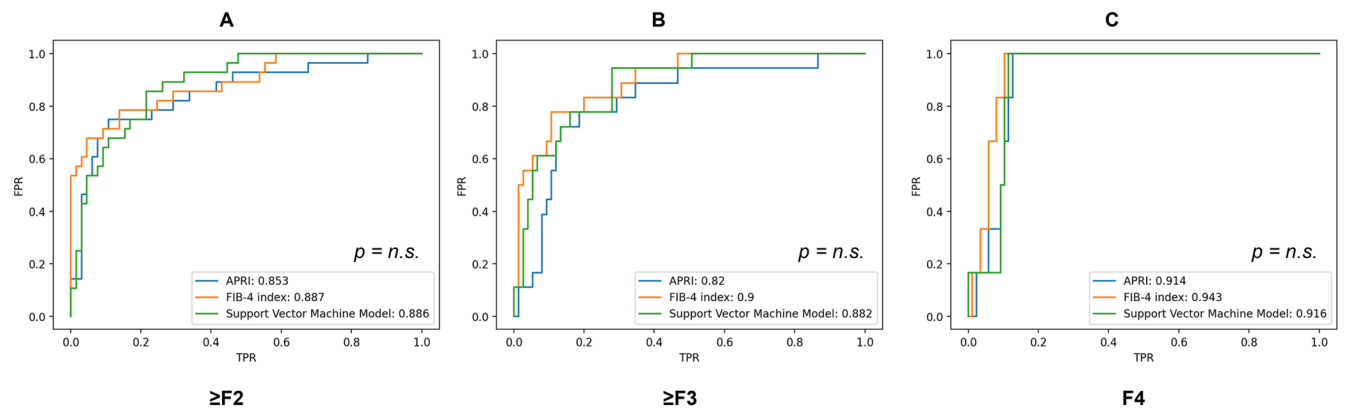 A
B
C
1.0
0.8
0.6
0.4
0.2
0.0
FPR
p = n.s.
APRI: 0.853
FIB-4 index: 0.887
Support Vector Machine Model: 0.886
0.0 0.2 0.4 0.6 0.8 1.0
TPR
1.0
0.8
0.6
0.4
0.2
0.0
FPR
p = n.s.
APRI: 0.82
FIB-4 index: 0.9
Support Vector Machine Model: 0.882
0.0 0.2 0.4 0.6 0.8 1.0
TPR
1.0
0.8
0.6
0.4
0.2
0.0
FPR
p = n.s.
APRI: 0.914
FIB-4 index: 0.943
Support Vector Machine Model: 0.916
0.0 0.2 0.4 0.6 0.8 1.0
TPR
≥F2
≥F3
F4